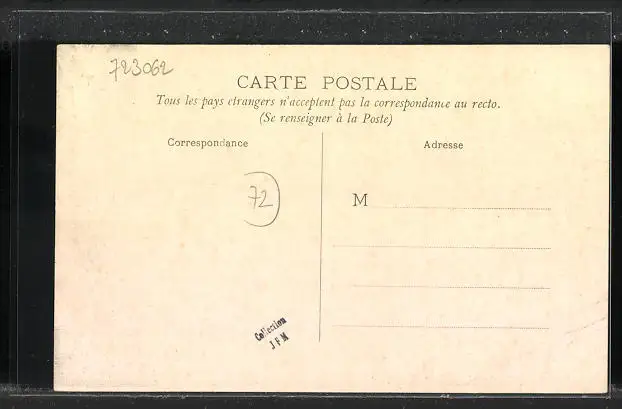 723062
CARTE POSTALE
Tous les pays etrangers n'acceptent pas la correspondance au recto.
(Se renseigner à la Poste)
Correspondance
Adresse
72
M
Collection
J F M